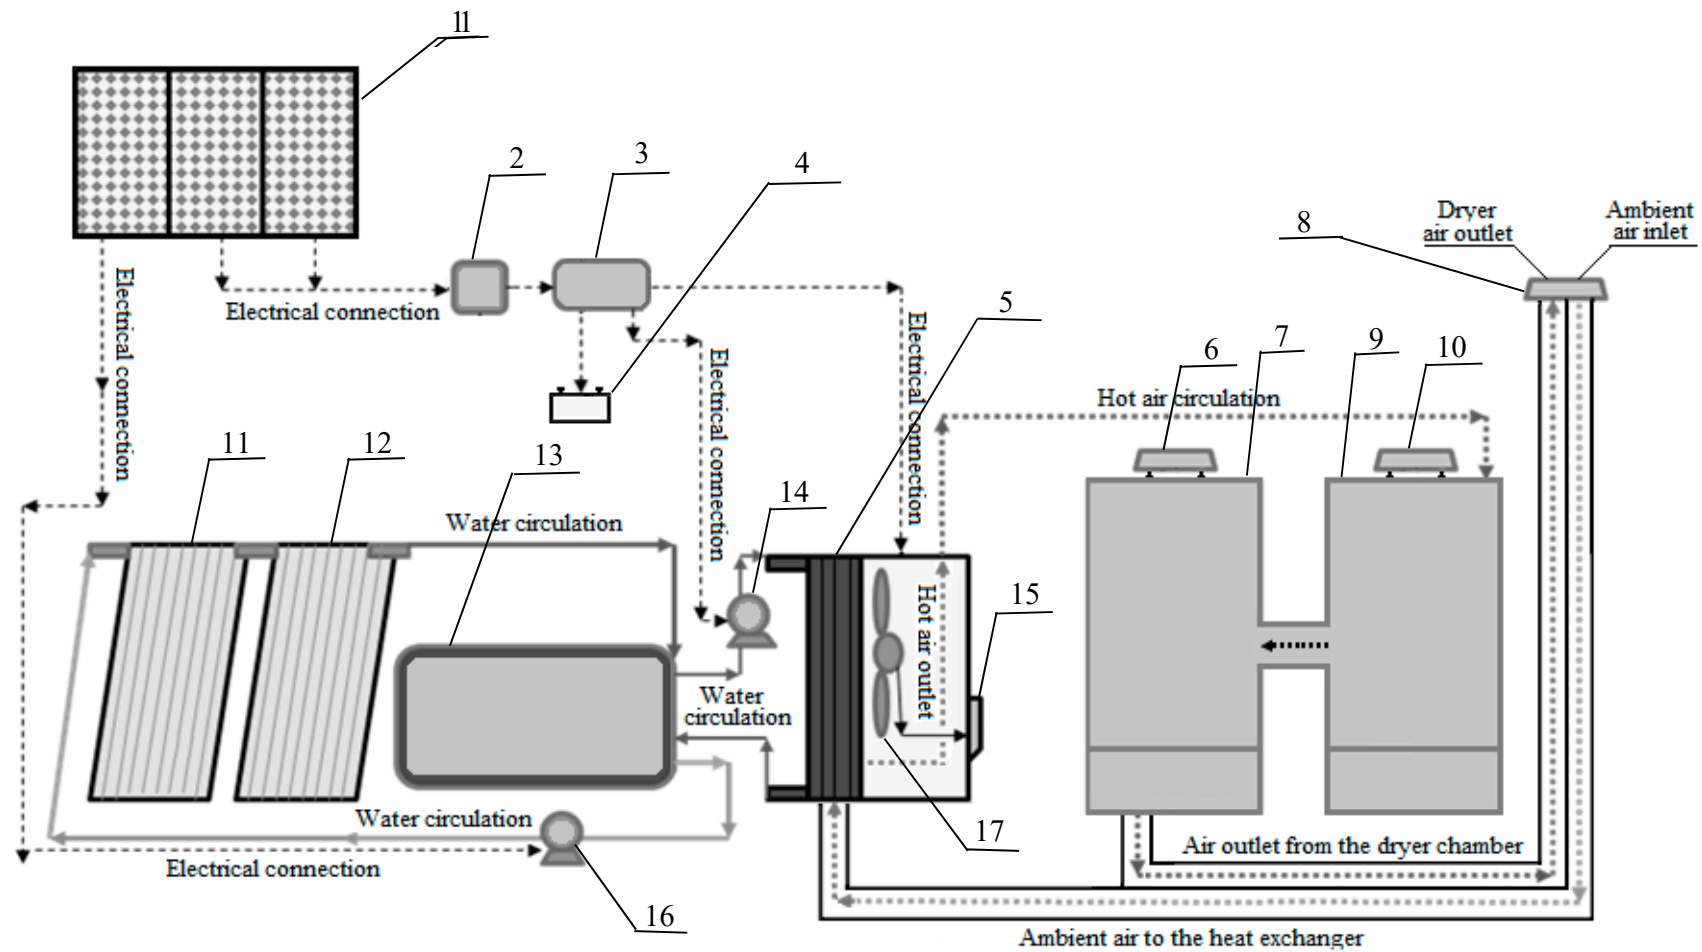 11
2
3
4
8
Dryer
air outlet
Ambient
air inlet
Electrical connection
Electrical connection
Electrical connection
Electrical connection
5
6
7
9
10
Hot air circulation
11
12
13
14
Water circulation
Hot air outlet
15
Water
circulation
17
Water circulation
Electrical connection
Air outlet from the dryer chamber
16
Ambient air to the heat exchanger